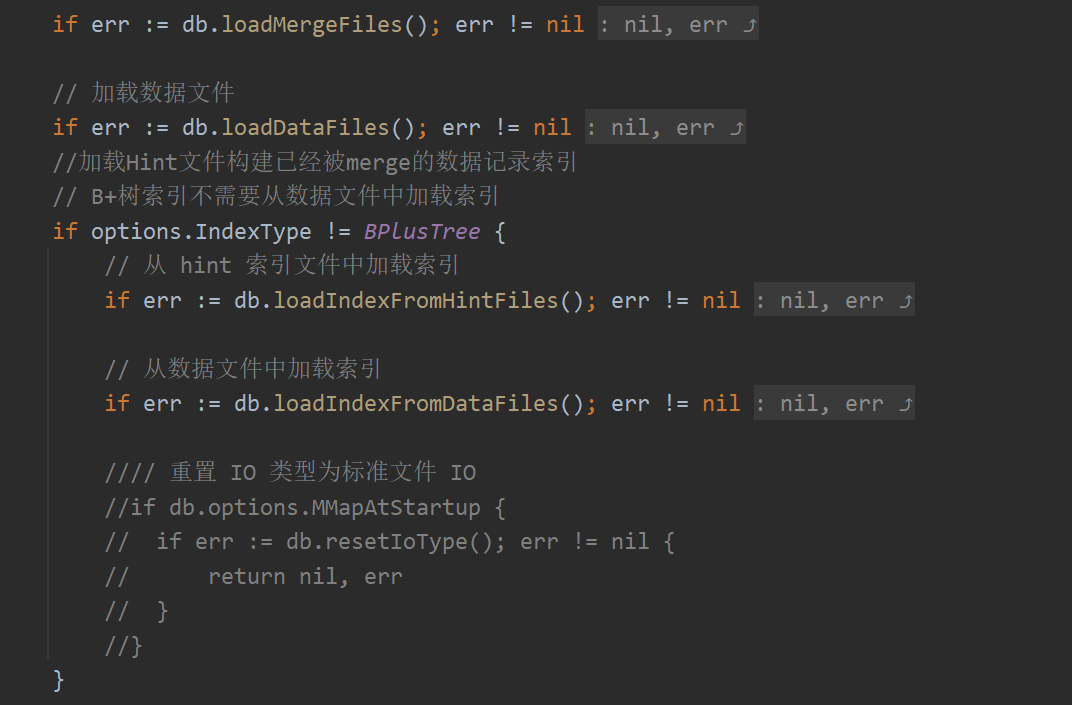 if err := db.loadMergeFiles(); err != nil : nil, err ⤴
// 加载数据文件
if err := db.loadDataFiles(); err != nil : nil, err ⤴
//加载Hint文件构建已经被merge的数据记录索引
// B+树索引不需要从数据文件中加载索引
if options.IndexType != BPlusTree {
// 从 hint 索引文件中加载索引
if err := db.loadIndexFromHintFiles(); err != nil : nil, err ⤴
// 从数据文件中加载索引
if err := db.loadIndexFromDataFiles(); err != nil : nil, err ⤴
//// 重置 IO 类型为标准文件 IO
//if db.options.MMapAtStartup {
//  if err := db.resetIoType(); err != nil {
//      return nil, err
//  }
//}
}